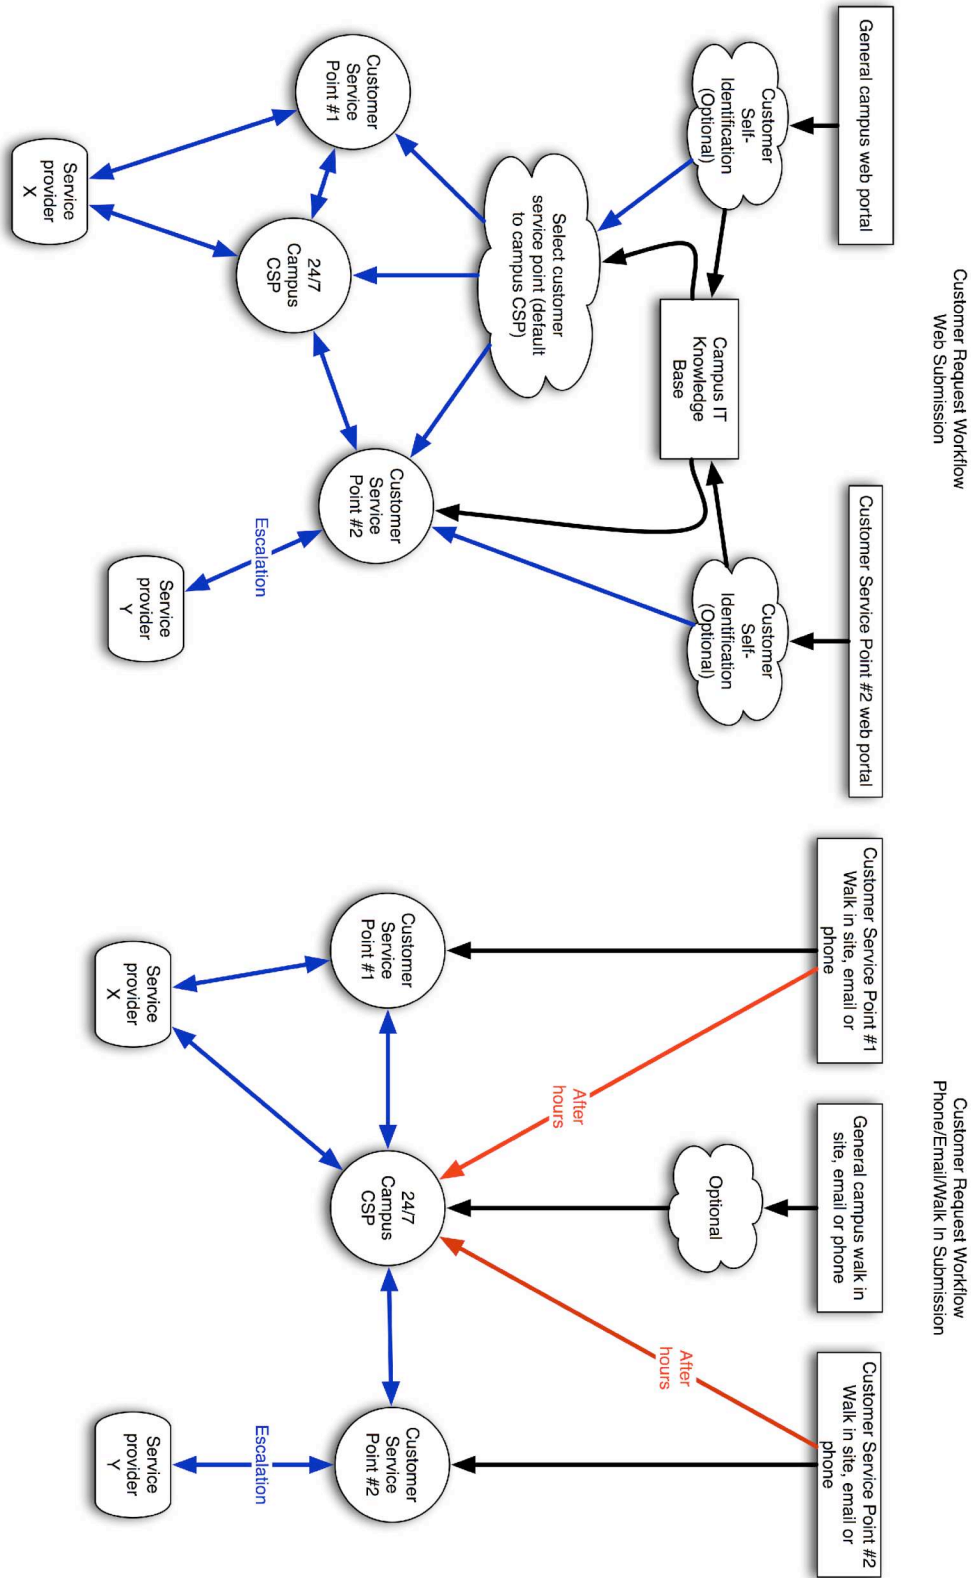 Customer Request Workflow
Web Submission
General campus web portal
Customer Service Point #2 web portal
Customer
Self-
Identification
(Optional)
Customer
Self-
Identification
(Optional)
Campus IT
Knowledge
Base
Select customer
service point (default
to campus CSP)
Customer
Service
Point #1
24/7
Campus
CSP
Customer
Service
Point #2
Escalation
Service
provider
X
Service
provider
Y
Customer Request Workflow
Phone/Email/Walk In Submission
Customer Service Point #1
Walk in site, email or
phone
General campus walk in
site, email or phone
Customer Service Point #2
Walk in site, email or
phone
Optional
After
hours
After
hours
Customer
Service
Point #1
24/7
Campus
CSP
Customer
Service
Point #2
Escalation
Service
provider
X
Service
provider
Y